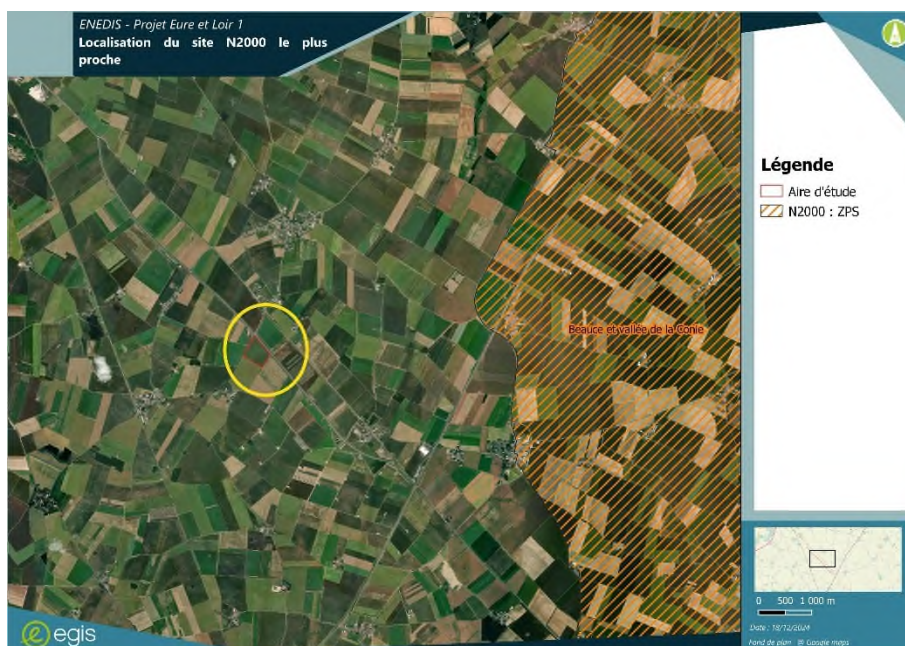 ENEDIS - Projet Eure et Loir 1
Localisation du site N2000 le plus
proche
Légende
Aire d'étude
N2000 : ZPS
Beauce et vallée de la Conie
0 500 1 000 m
Date : 18/12/2024
Fond de plan : © Google maps
egis